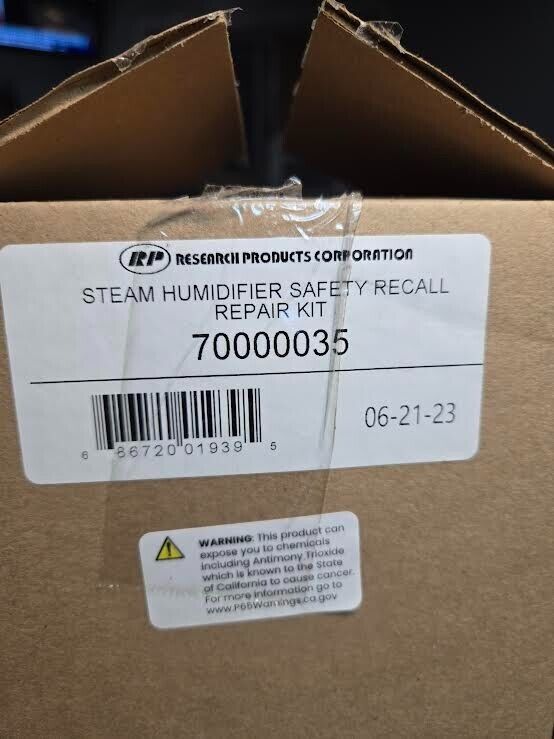 RP RESEARCH PRODUCTS CORPORATION
STEAM HUMIDIFIER SAFETY RECALL
REPAIR KIT
70000035
6 86720 01939 5
06-21-23
WARNING: This product can
expose you to chemicals
including Antimony Trioxide
which is known to the State
of California to cause cancer.
For more information go to
www.P65Warnings.ca.gov